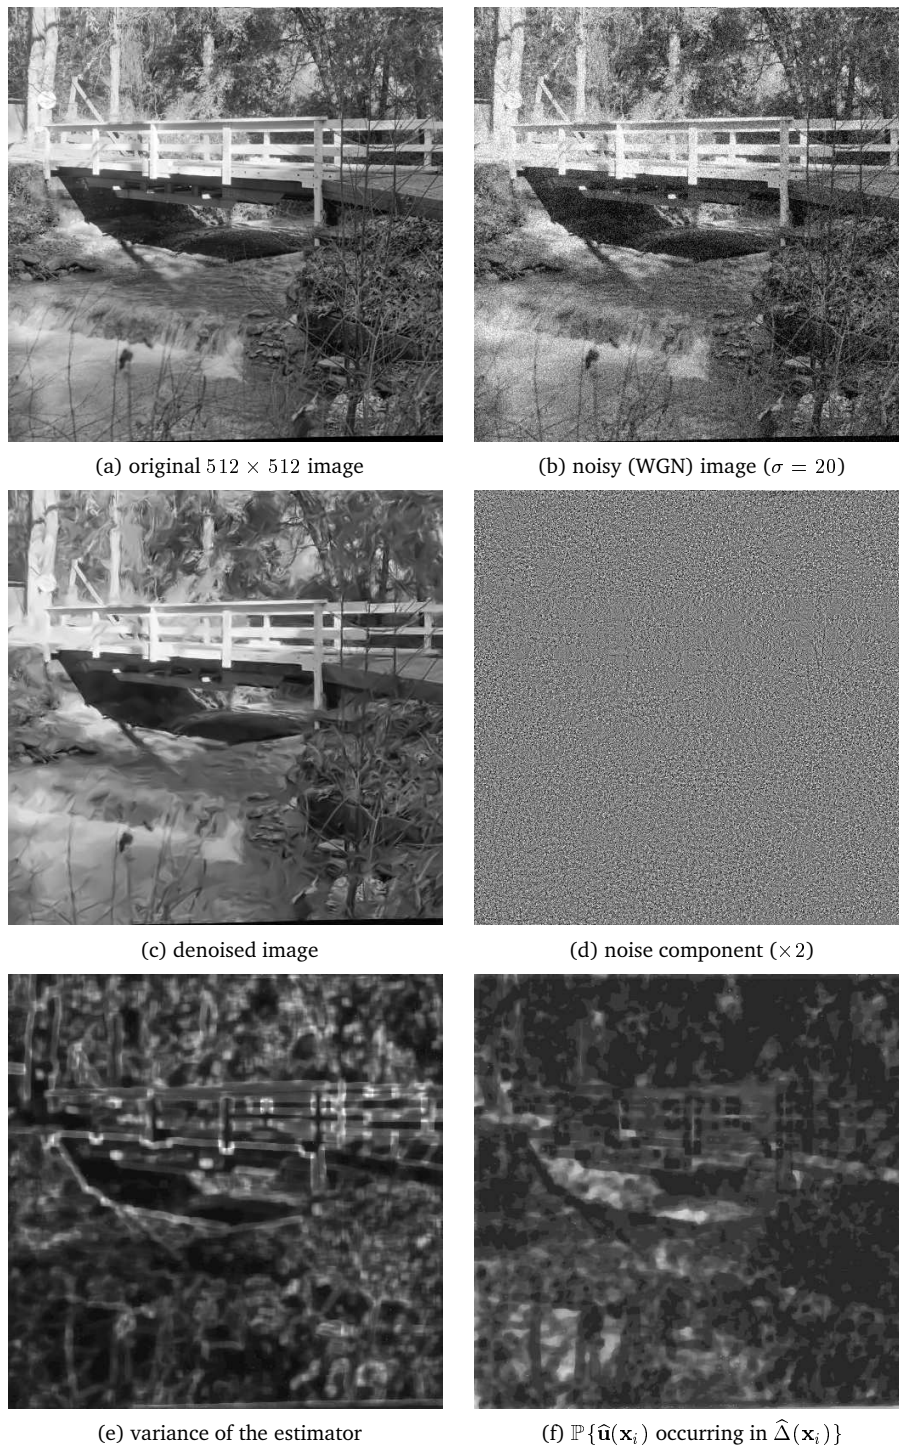 (a) original 512 × 512 image
(b) noisy (WGN) image (σ = 20)
(c) denoised image
(d) noise component (×2)
(e) variance of the estimator
(f) ℙ{û(xᵢ) occurring in Δ̂(xᵢ)}